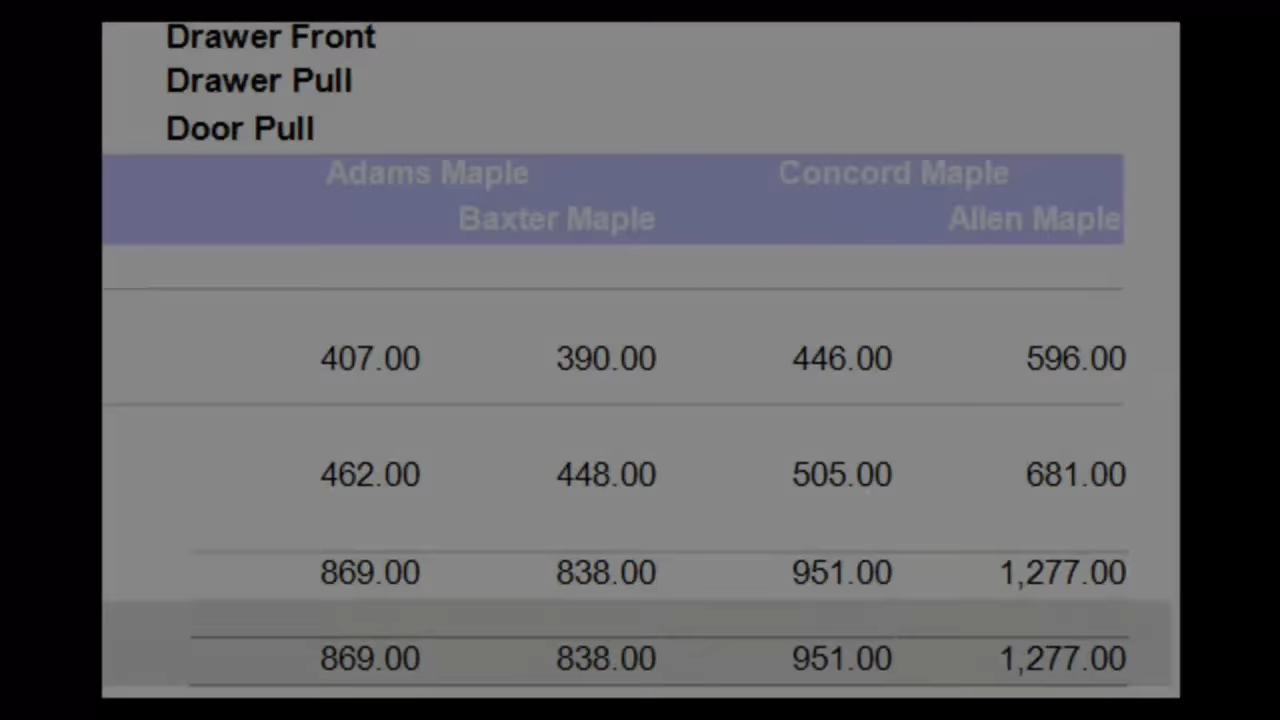 Drawer Front
Drawer Pull
Door Pull
Adams Maple Concord Maple
Baxter Maple Allen Maple
407.00 390.00 446.00 596.00
462.00 448.00 505.00 681.00
869.00 838.00 951.00 1,277.00
869.00 838.00 951.00 1,277.00